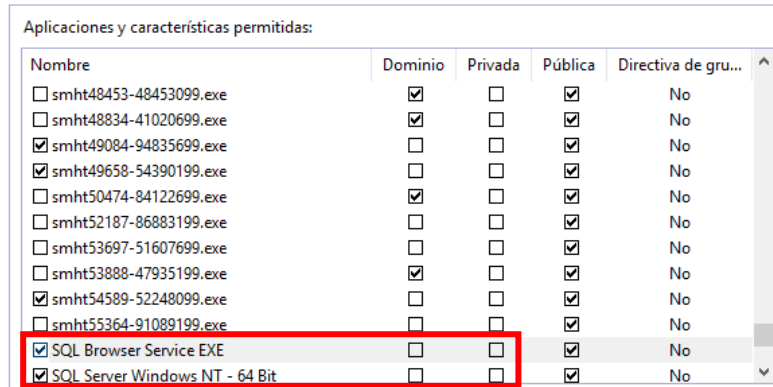 Aplicaciones y características permitidas:
Nombre Dominio Privada Pública Directiva de gru...
smht48453-48453099.exe No
smht48834-41020699.exe No
smht49084-94835699.exe No
smht49658-54390199.exe No
smht50474-84122699.exe No
smht52187-86883199.exe No
smht53697-51607699.exe No
smht53888-47935199.exe No
smht54589-52248099.exe No
smht55364-91089199.exe No
SQL Browser Service EXE No
SQL Server Windows NT - 64 Bit No